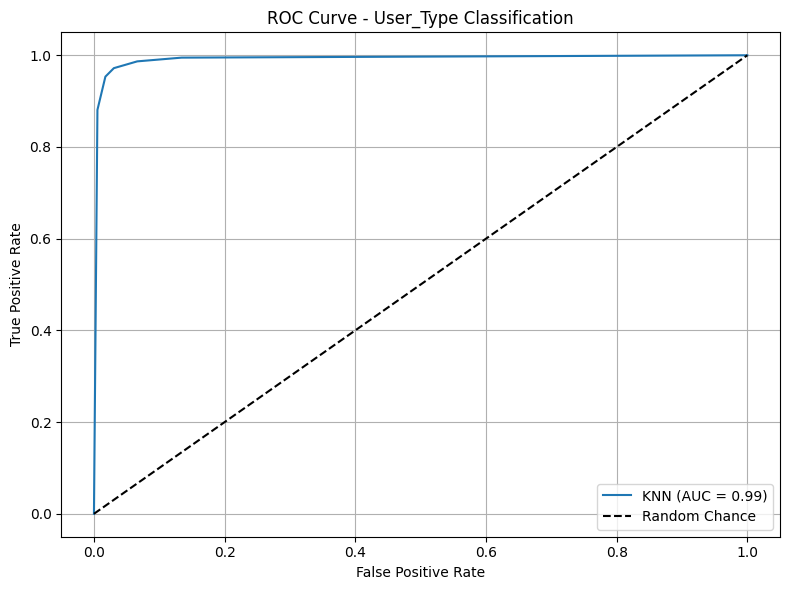 ROC Curve - User_Type Classification
True Positive Rate
1.0
0.8
0.6
0.4
0.2
0.0
KNN (AUC = 0.99)
Random Chance
0.0 0.2 0.4 0.6 0.8 1.0
False Positive Rate